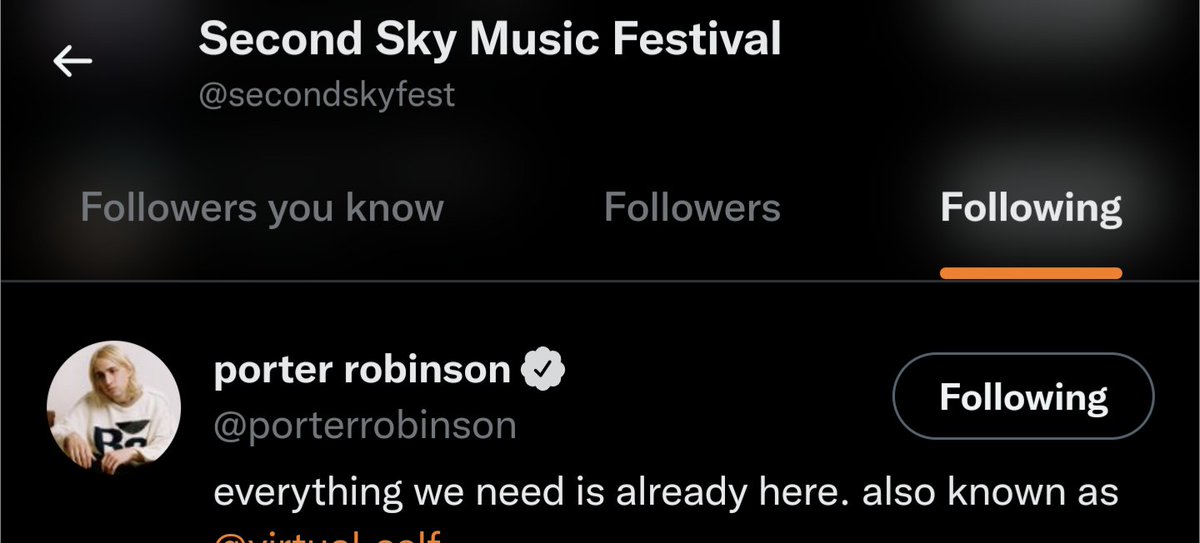 Second Sky Music Festival
@secondskyfest
Followers you know
Followers
Following
porter robinson
@porterrobinson
Following
everything we need is already here. also known as